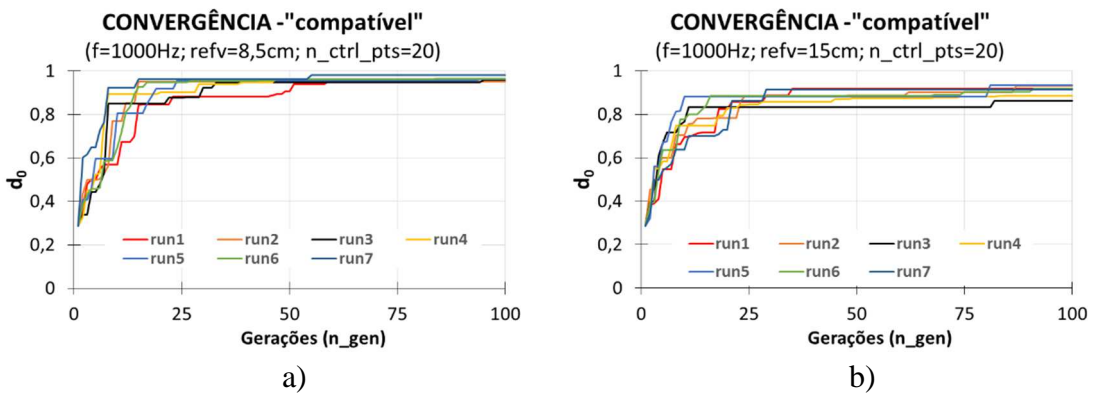 CONVERGÊNCIA -"compatível"
(f=1000Hz; refv=8,5cm; n_ctrl_pts=20)
1
0,8
0,6
0,4
0,2
0
d0
run1 run2 run3 run4
run5 run6 run7
0 25 50 75 100
Gerações (n_gen)
a)
CONVERGÊNCIA -"compatível"
(f=1000Hz; refv=15cm; n_ctrl_pts=20)
1
0,8
0,6
0,4
0,2
0
d0
run1 run2 run3 run4
run5 run6 run7
0 25 50 75 100
Gerações (n_gen)
b)